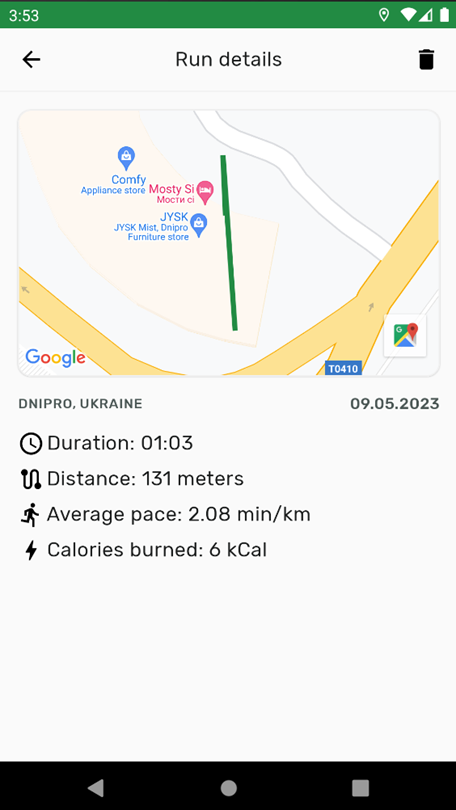 3:53
Run details
Comfy
Appliance store
Mosty Si
Мости сі
JYSK
JYSK Mist, Dnipro
Furniture store
Google
T0410
DNIPRO, UKRAINE
09.05.2023
Duration: 01:03
Distance: 131 meters
Average pace: 2.08 min/km
Calories burned: 6 kCal